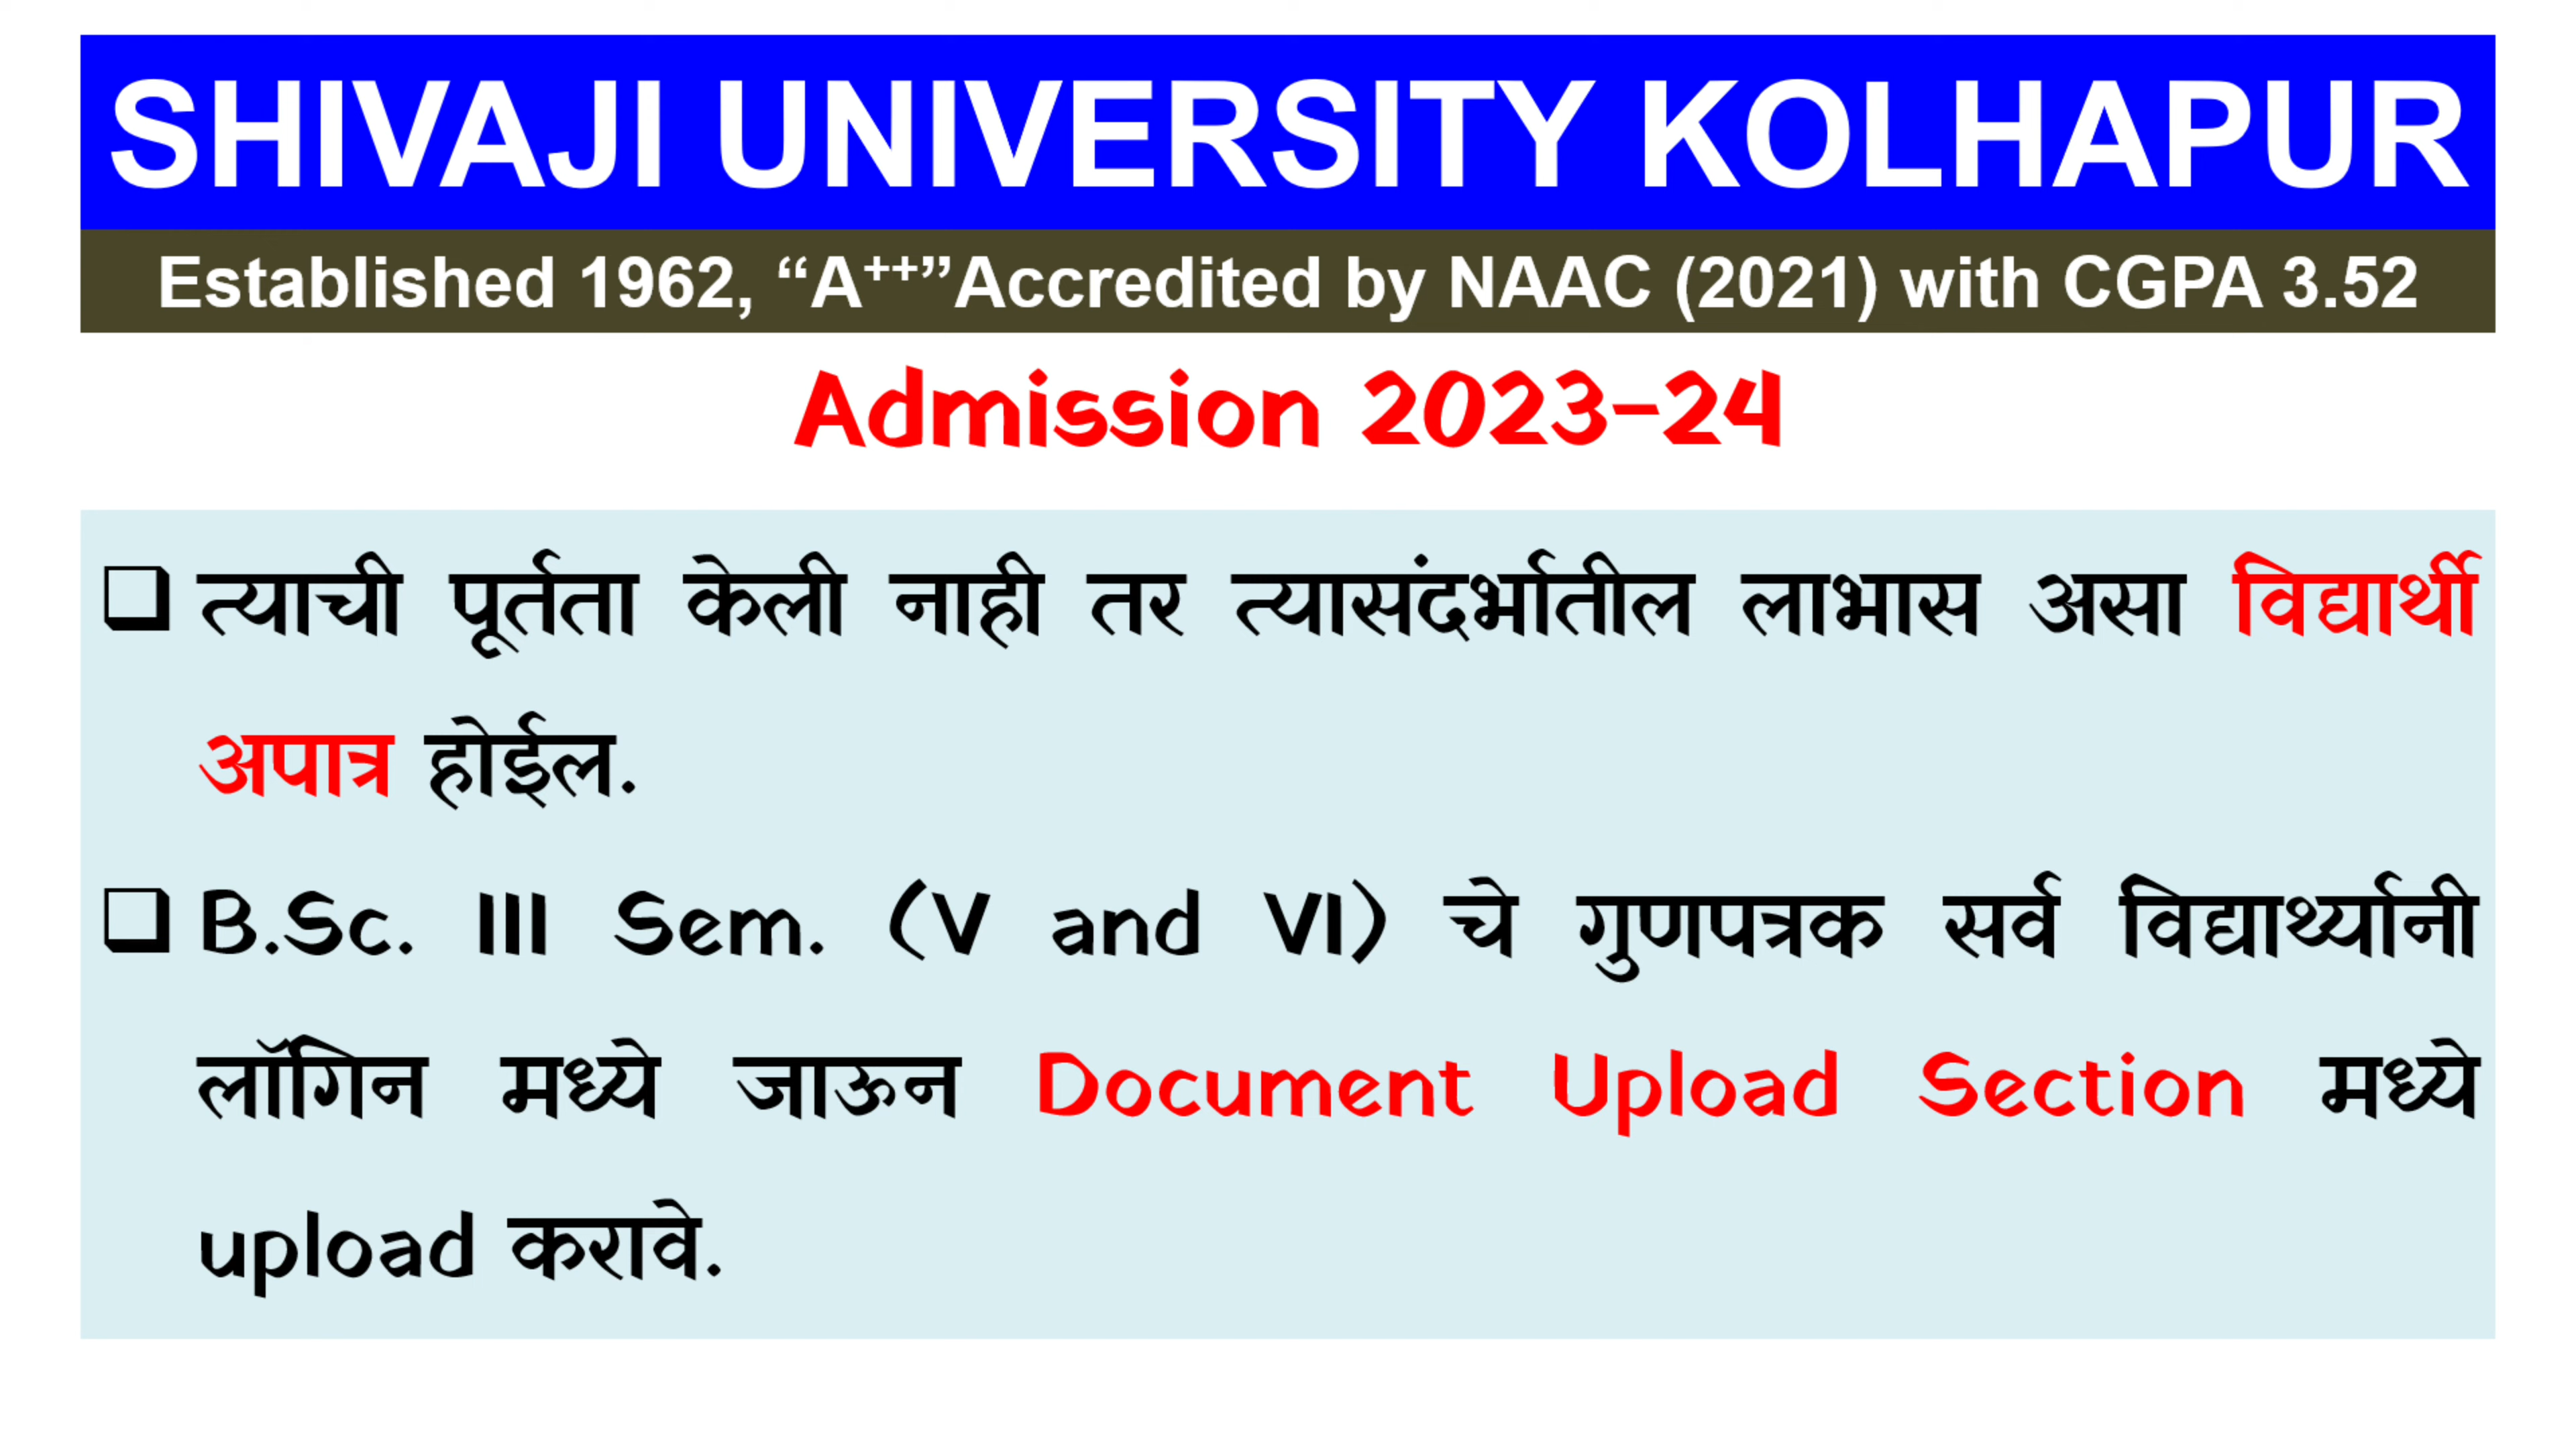 SHIVAJI UNIVERSITY KOLHAPUR
Established 1962, “A++”Accredited by NAAC (2021) with CGPA 3.52
Admission 2023-24
❑ त्याची पूर्तता केली नाही तर त्यासंदर्भातील लाभास असा विद्यार्थी
अपात्र होईल.
❑ B.Sc. III Sem. (V and VI) चे गुणपत्रक सर्व विद्यार्थ्यांनी
लॉगिन मध्ये जाऊन Document Upload Section मध्ये
upload करावे.